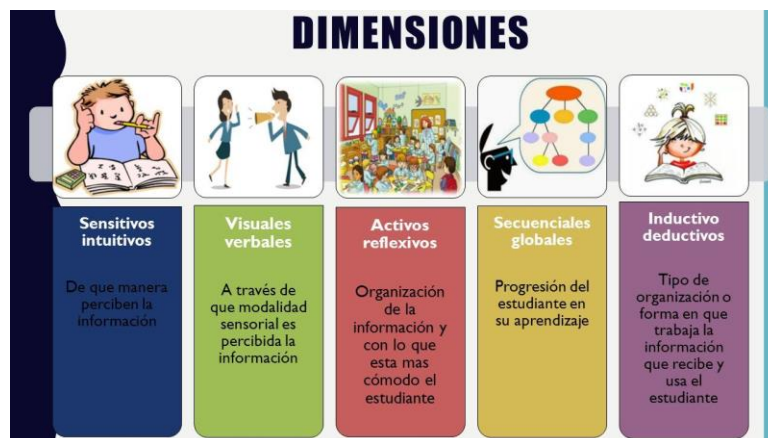 DIMENSIONES
Sensitivos
intuitivos
De que manera
perciben la
información
Visuales
verbales
A través de
que modalidad
sensorial es
percibida la
información
Activos
reflexivos
Organización
de la
información y
con lo que
esta mas
cómodo el
estudiante
Secuenciales
globales
Progresión del
estudiante en
su aprendizaje
Inductivo
deductivos
Tipo de
organización o
forma en que
trabaja la
información
que recibe y
usa el
estudiante